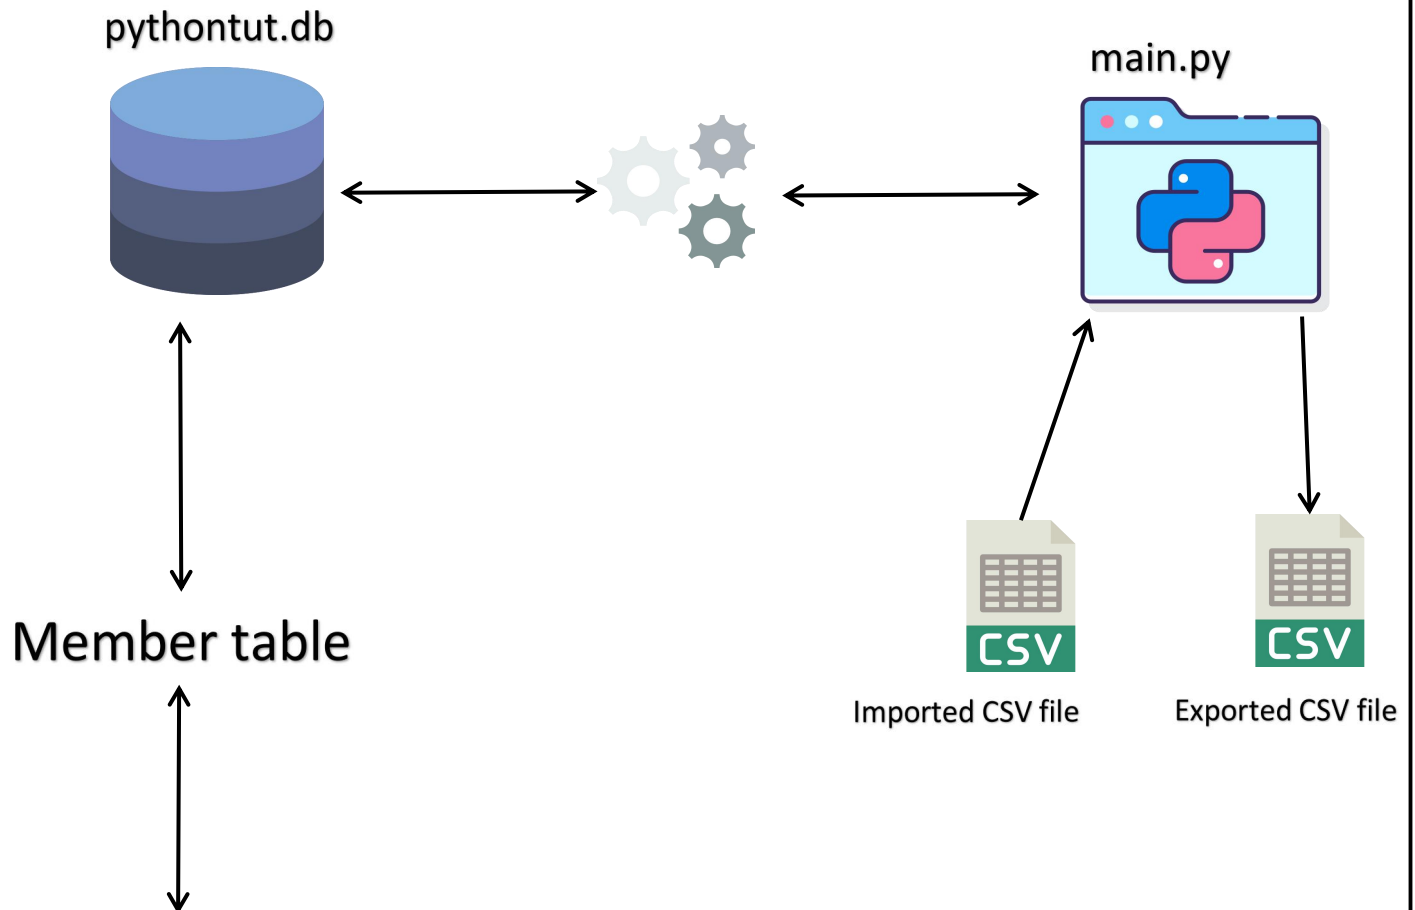 pythontut.db
main.py
Member table
CSV
CSV
Imported CSV file
Exported CSV file